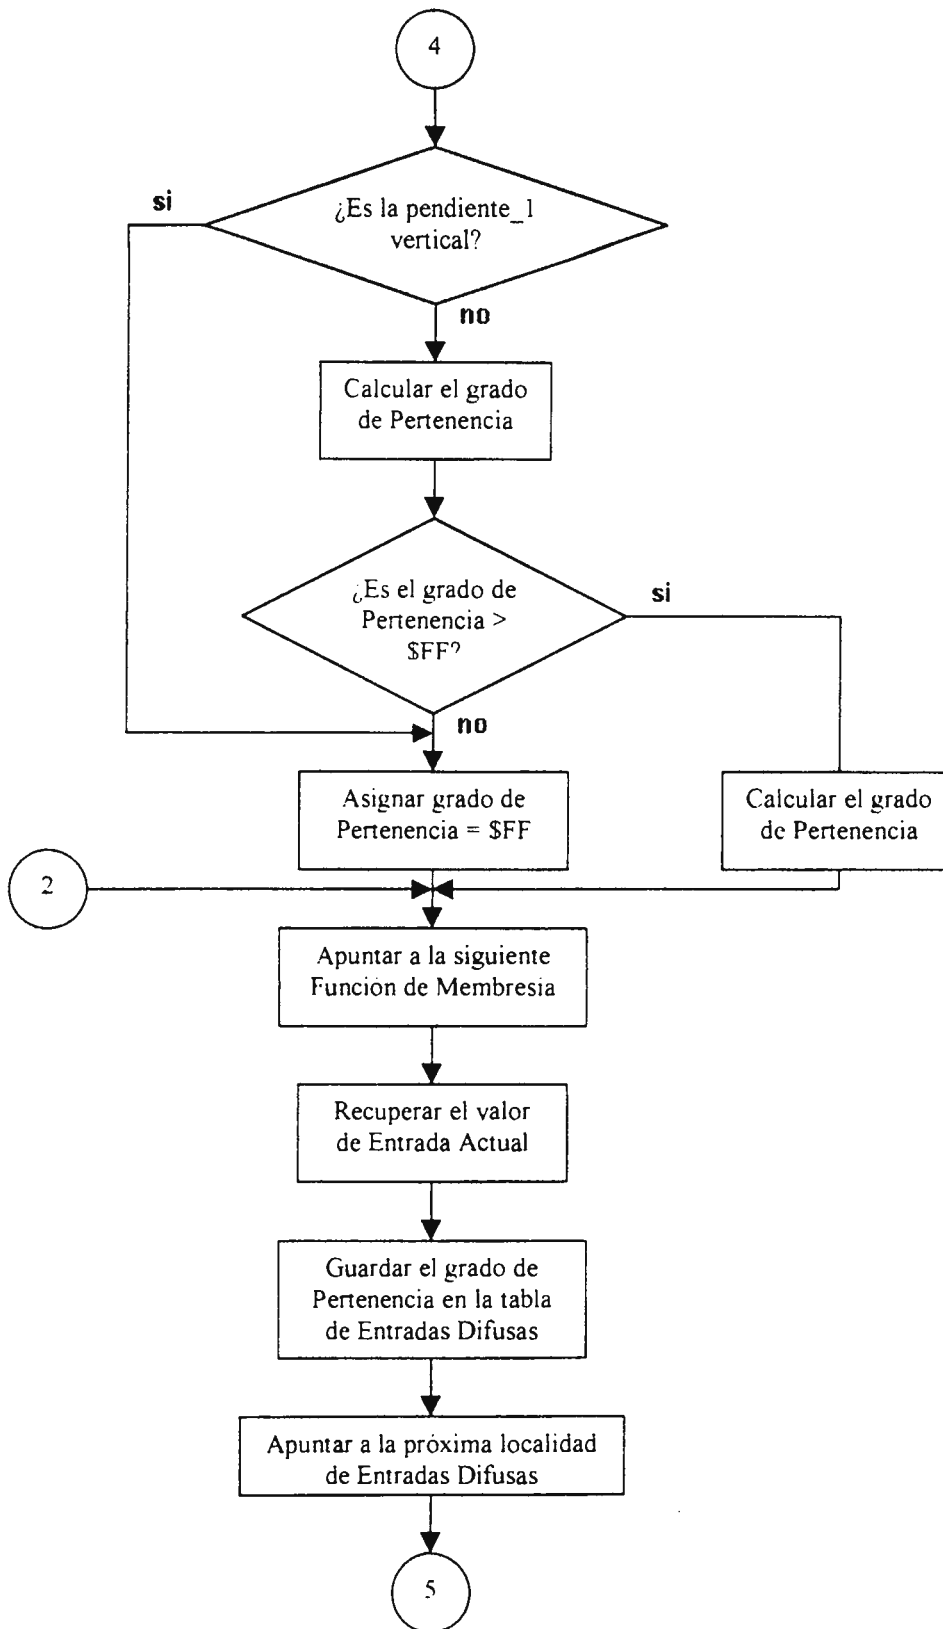 4
si
¿Es la pendiente_1
vertical?
no
Calcular el grado
de Pertenencia
¿Es el grado de
Pertenencia >
$FF?
si
no
Asignar grado de
Pertenencia = $FF
Calcular el grado
de Pertenencia
2
Apuntar a la siguiente
Función de Membresia
Recuperar el valor
de Entrada Actual
Guardar el grado de
Pertenencia en la tabla
de Entradas Difusas
Apuntar a la próxima localidad
de Entradas Difusas
5